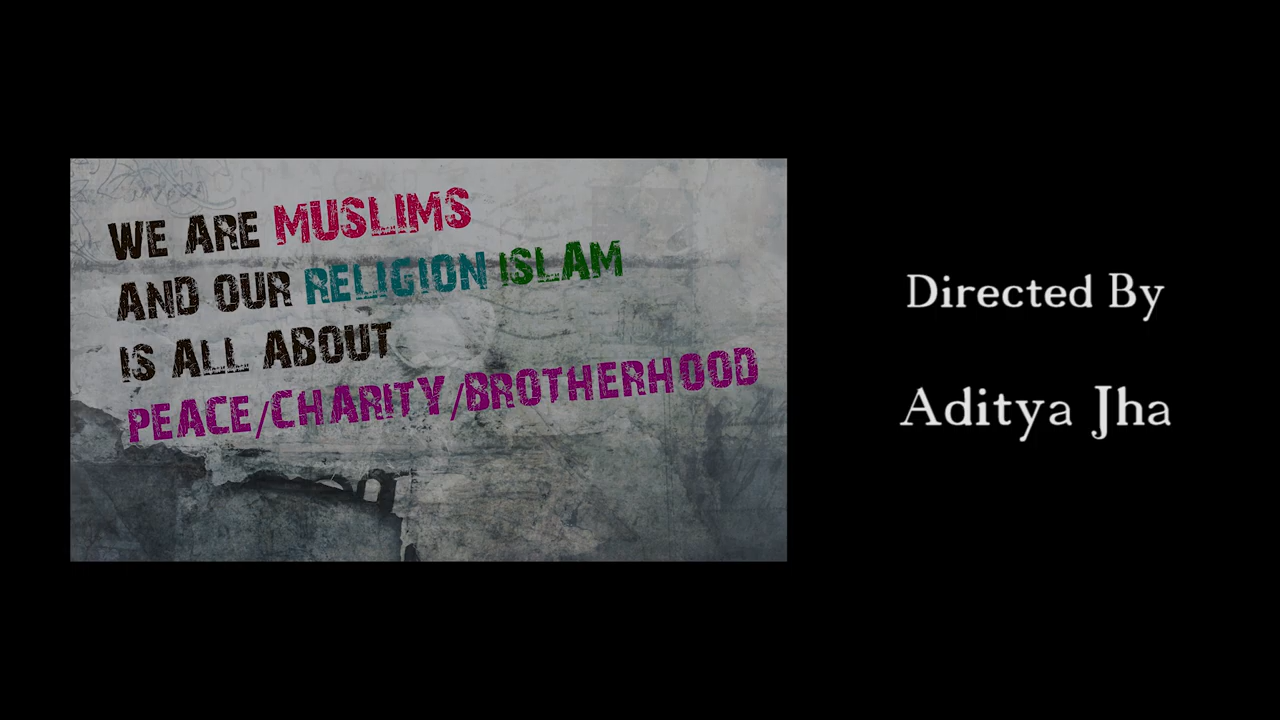 WE ARE MUSLIMS
AND OUR RELIGION ISLAM
IS ALL ABOUT
PEACE/CHARITY/BROTHERHOOD
Directed By
Aditya Jha